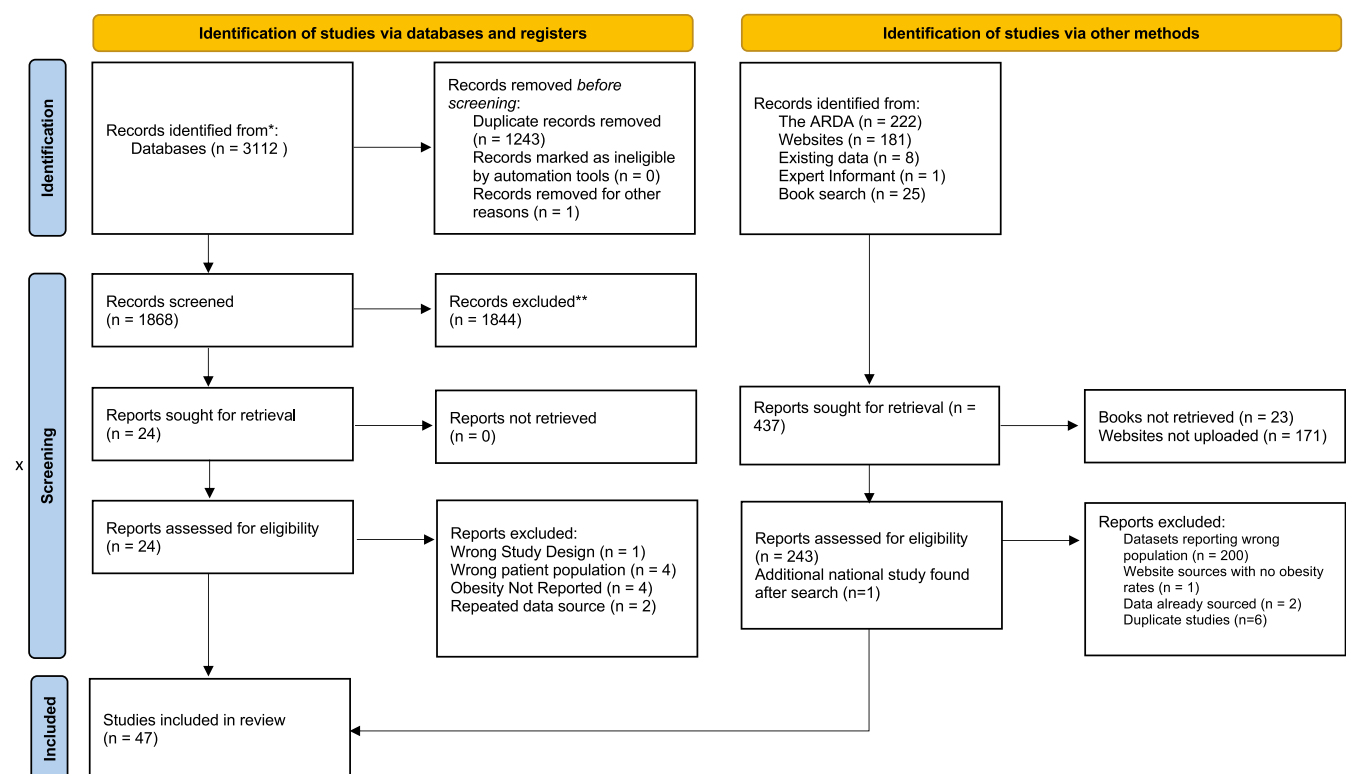 Identification of studies via databases and registers
Identification of studies via other methods
Identification
Records identified from*:
Databases (n = 3112 )
Records removed before
screening:
Duplicate records removed
(n = 1243)
Records marked as ineligible
by automation tools (n = 0)
Records removed for other
reasons (n = 1)
Records identified from:
The ARDA (n = 222)
Websites (n = 181)
Existing data (n = 8)
Expert Informant (n = 1)
Book search (n = 25)
x
Screening
Records screened
(n = 1868)
Records excluded**
(n = 1844)
Reports sought for retrieval
(n = 24)
Reports not retrieved
(n = 0)
Reports sought for retrieval (n =
437)
Books not retrieved (n = 23)
Websites not uploaded (n = 171)
Reports assessed for eligibility
(n = 24)
Reports excluded:
Wrong Study Design (n = 1)
Wrong patient population (n = 4)
Obesity Not Reported (n = 4)
Repeated data source (n = 2)
Reports assessed for eligibility
(n = 243)
Additional national study found
after search (n=1)
Reports excluded:
Datasets reporting wrong
population (n = 200)
Website sources with no obesity
rates (n = 1)
Data already sourced (n = 2)
Duplicate studies (n=6)
Included
Studies included in review
(n = 47)